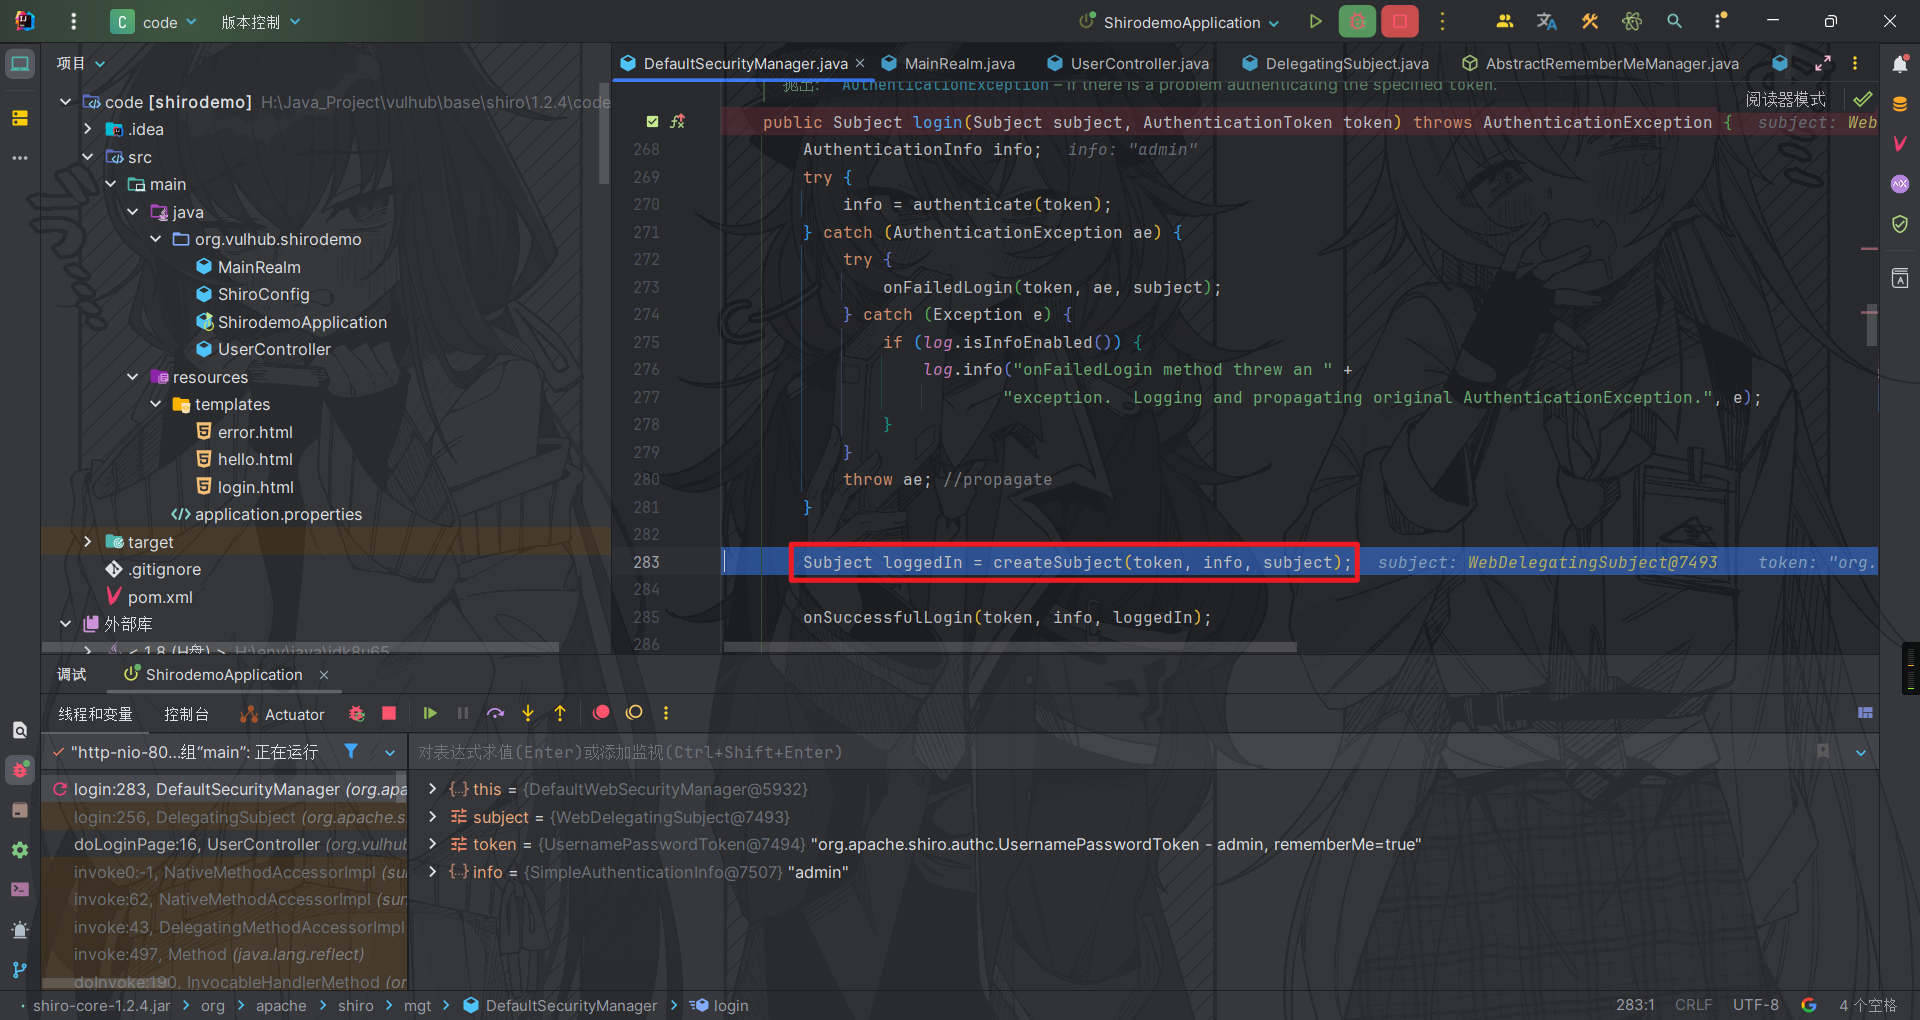 C code 版本控制 ShirodemoApplication
项目
DefaultSecurityManager.java MainRealm.java UserController.java DelegatingSubject.java AbstractRememberMeManager.java
code [shirodemo] H:\Java_Project\vulhub\base\shiro\1.2.4\code
.idea
src
main
java
org.vulhub.shirodemo
MainRealm
ShiroConfig
ShirodemoApplication
UserController
resources
templates
error.html
hello.html
login.html
application.properties
target
.gitignore
pom.xml
外部库
< 1.8 (H盘) > H:\env\java\jdk8u65
抛出: AuthenticationException – if there is a problem authenticating the specified token.
阅读器模式
public Subject login(Subject subject, AuthenticationToken token) throws AuthenticationException { subject: Web
268 AuthenticationInfo info; info: "admin"
269 try {
270 info = authenticate(token);
271 } catch (AuthenticationException ae) {
272 try {
273 onFailedLogin(token, ae, subject);
274 } catch (Exception e) {
275 if (log.isInfoEnabled()) {
276 log.info("onFailedLogin method threw an " +
277 "exception.  Logging and propagating original AuthenticationException.", e);
278 }
279 }
280 throw ae; //propagate
281 }
282
283 Subject loggedIn = createSubject(token, info, subject); subject: WebDelegatingSubject@7493 token: "org.
284
285 onSuccessfulLogin(token, info, loggedIn);
286
调试 ShirodemoApplication
线程和变量 控制台 Actuator
"http-nio-80...组“main”: 正在运行
对表达式求值(Enter)或添加监视(Ctrl+Shift+Enter)
login:283, DefaultSecurityManager (org.apa
login:256, DelegatingSubject (org.apache.s
doLoginPage:16, UserController (org.vulhub
invoke0:-1, NativeMethodAccessorImpl (sun
invoke:62, NativeMethodAccessorImpl (sun
invoke:43, DelegatingMethodAccessorImpl
invoke:497, Method (java.lang.reflect)
doInvoke:190, InvocableHandlerMethod (or
this = {DefaultWebSecurityManager@5932}
subject = {WebDelegatingSubject@7493}
token = {UsernamePasswordToken@7494} "org.apache.shiro.authc.UsernamePasswordToken - admin, rememberMe=true"
info = {SimpleAuthenticationInfo@7507} "admin"
shiro-core-1.2.4.jar > org > apache > shiro > mgt > DefaultSecurityManager > login
283:1 CRLF UTF-8 4 个空格